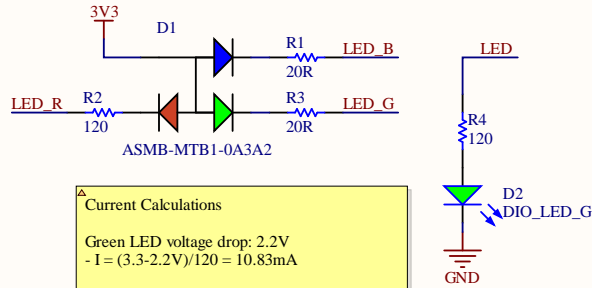 3V3
D1
R1
LED_B
20R
LED
LED_R
R2
R3
LED_G
120
20R
R4
120
ASMB-MTB1-0A3A2
D2
DIO_LED_G
Current Calculations
Green LED voltage drop: 2.2V
- I = (3.3-2.2V)/120 = 10.83mA
GND